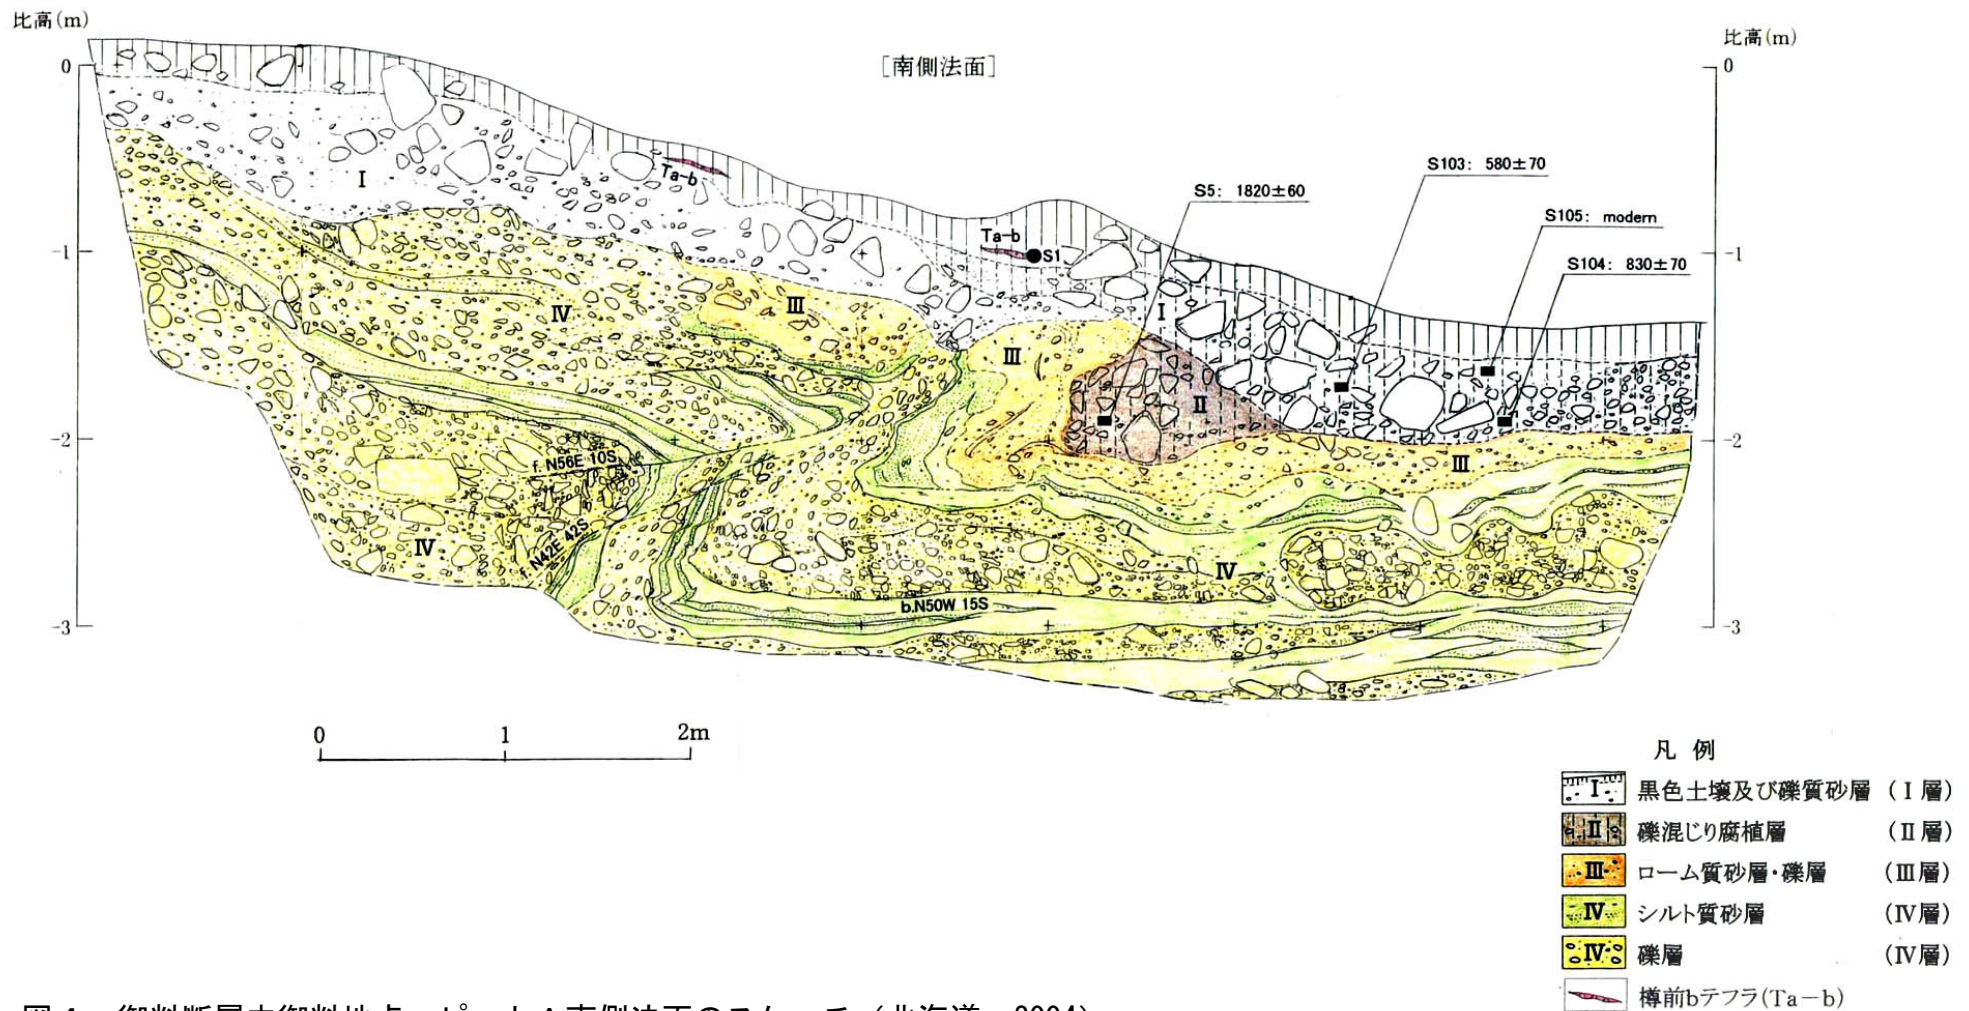 比高(m)
比高(m)
[南側法面]
0
0
S103: 580±70
S5: 1820±60
Ta-b
I
S105: modern
Ta-b
S1
-1
-1
S104: 830±70
III
I
IV
III
II
-2
-2
f. N56E 10S
III
IV
f. N42E 42S
IV
b.N50W 15S
-3
-3
0 1 2m
凡 例
I 黒色土壌及び礫質砂層 (I層)
II 礫混じり腐植層 (II層)
III ローム質砂層・礫層 (III層)
IV シルト質砂層 (IV層)
IV 礫層 (IV層)
樽前bテフラ(Ta-b)